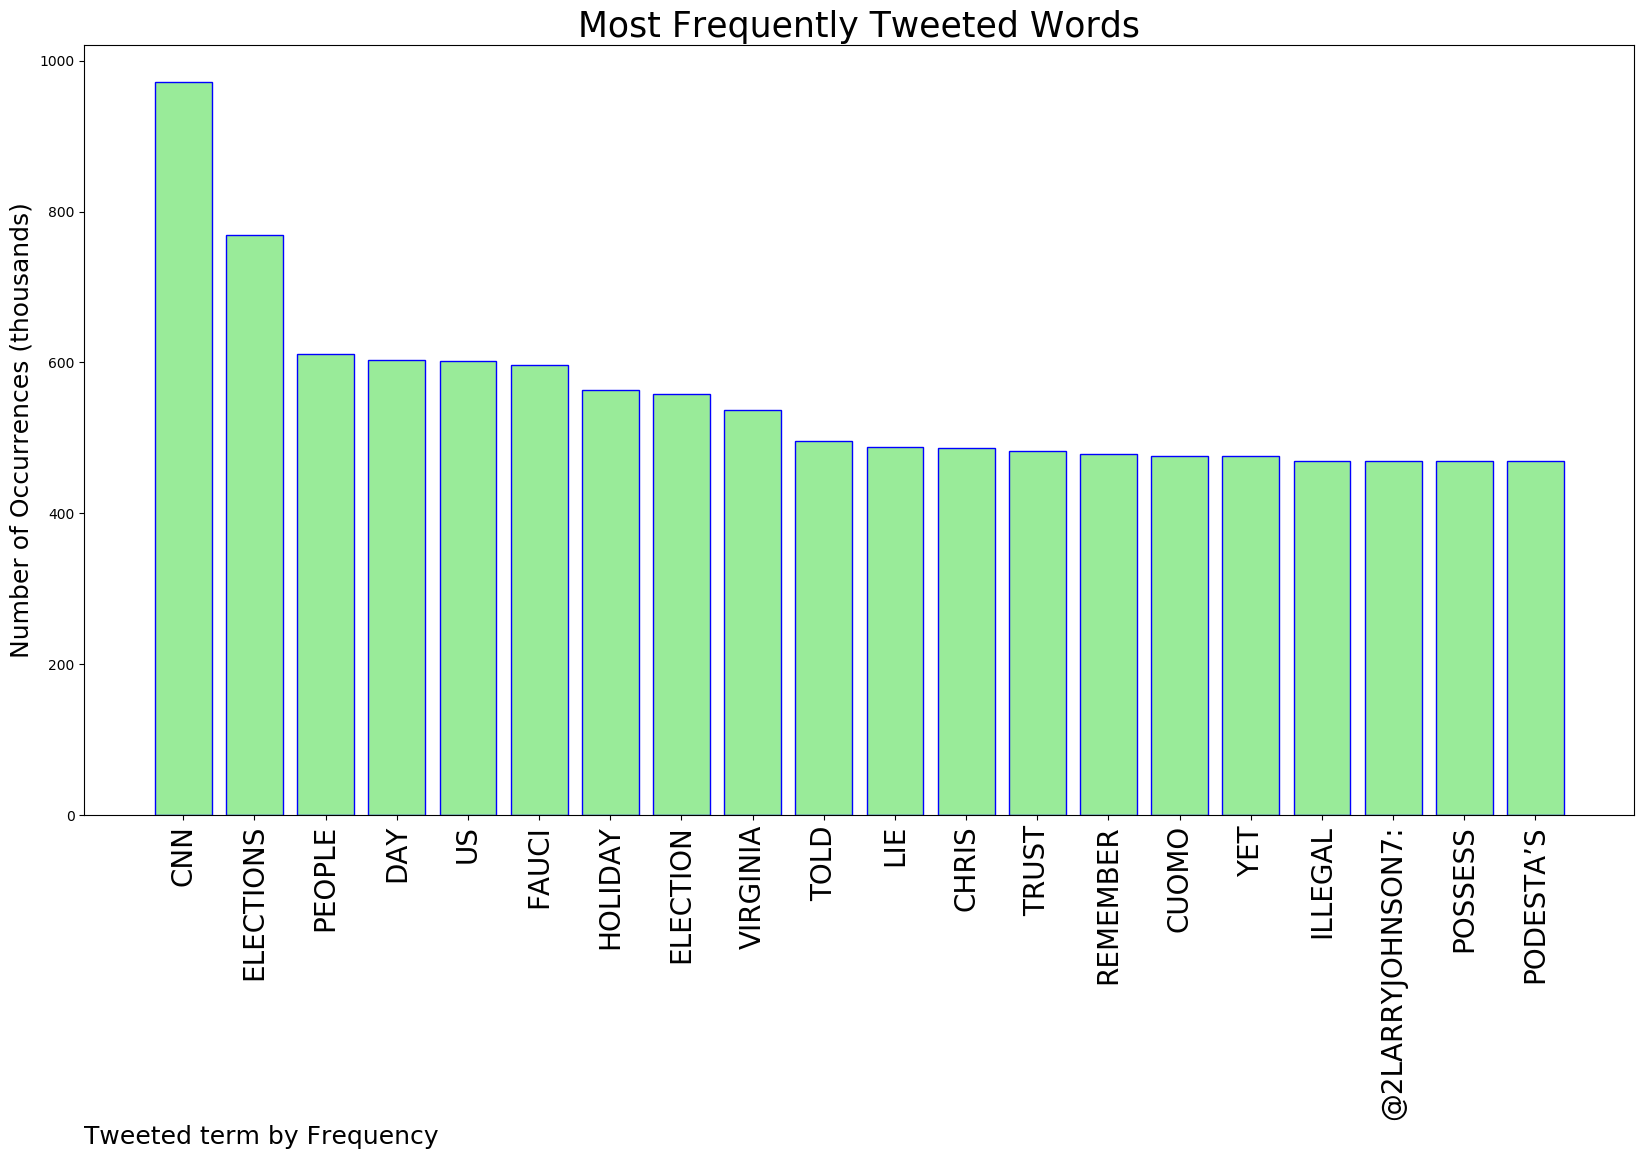 Most Frequently Tweeted Words
Number of Occurrences (thousands)
1000
800
600
400
200
0
CNN
ELECTIONS
PEOPLE
DAY
US
FAUCI
HOLIDAY
ELECTION
VIRGINIA
TOLD
LIE
CHRIS
TRUST
REMEMBER
CUOMO
YET
ILLEGAL
@2LARRYJOHNSON7:
POSSESS
PODESTA’S
Tweeted term by Frequency